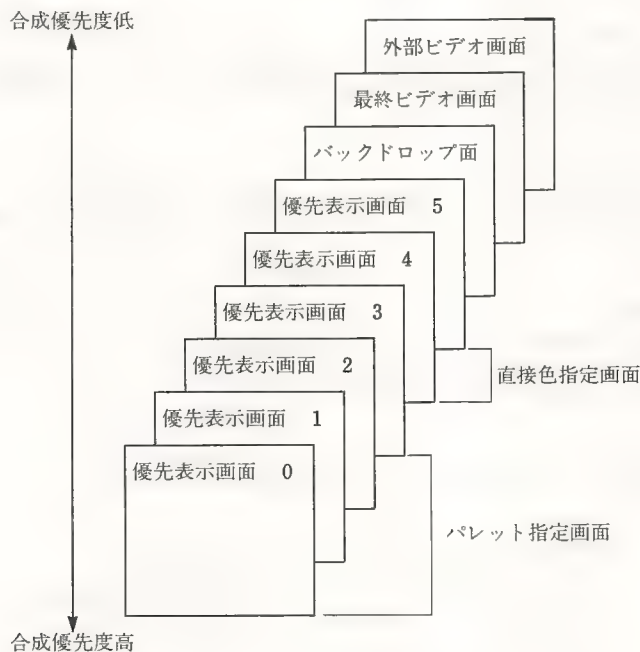 合成優先度低
外部ビデオ画面
最終ビデオ画面
バックドロップ面
優先表示画面 5
優先表示画面 4
優先表示画面 3
優先表示画面 2
直接色指定画面
優先表示画面 1
優先表示画面 0
パレット指定画面
合成優先度高